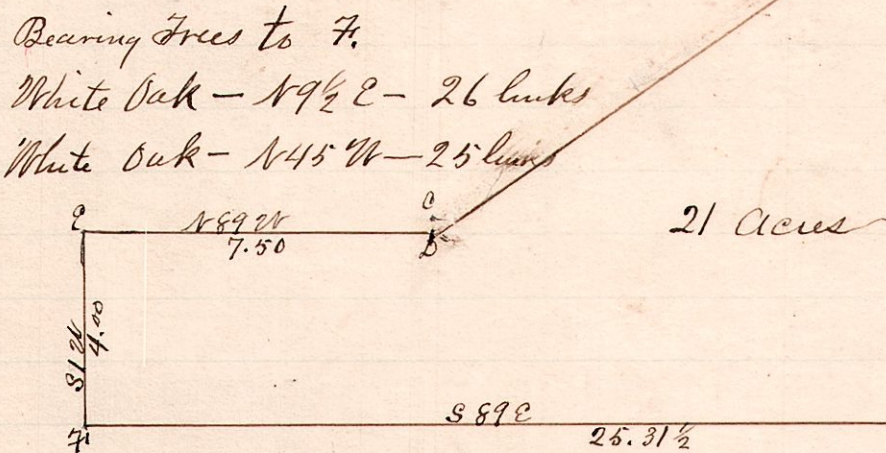 Bearing Trees to F.
White Oak — N 9½ E — 26 links
White Oak — N 45 W — 25 links
C
E N 89 W D
7.50
21 Acres
S 1 W
4.00
S 89 E
F 25.31½